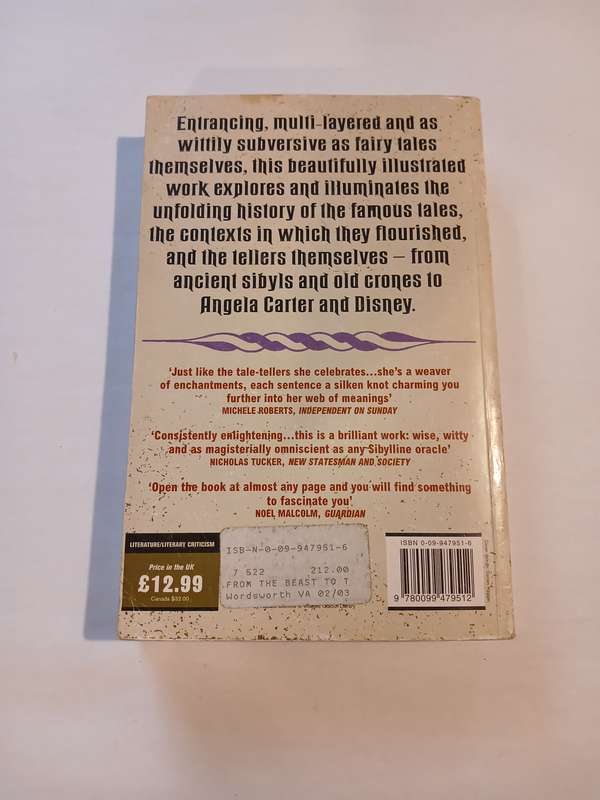 Entrancing, multi-layered and as
wittily subversive as fairy tales
themselves, this beautifully illustrated
work explores and illuminates the
unfolding history of the famous tales,
the contexts in which they flourished,
and the tellers themselves – from
ancient sibyls and old crones to
Angela Carter and Disney.
'Just like the tale-tellers she celebrates...she's a weaver
of enchantments, each sentence a silken knot charming you
further into her web of meanings'
MICHELE ROBERTS, INDEPENDENT ON SUNDAY
'Consistently enlightening...this is a brilliant work: wise, witty
and as magisterially omniscient as any Sibylline oracle'
NICHOLAS TUCKER, NEW STATESMAN AND SOCIETY
'Open the book at almost any page and you will find something
to fascinate you'
NOEL MALCOLM, GUARDIAN
LITERATURE/LITERARY CRITICISM
Price in the UK
£12.99
Canada $32.00
ISB-N-0-09-947951-6
7 522 212.00
FROM THE BEAST TO T
Wordsworth VA 02/03
ISBN 0-09-947951-6
9 780099 479512